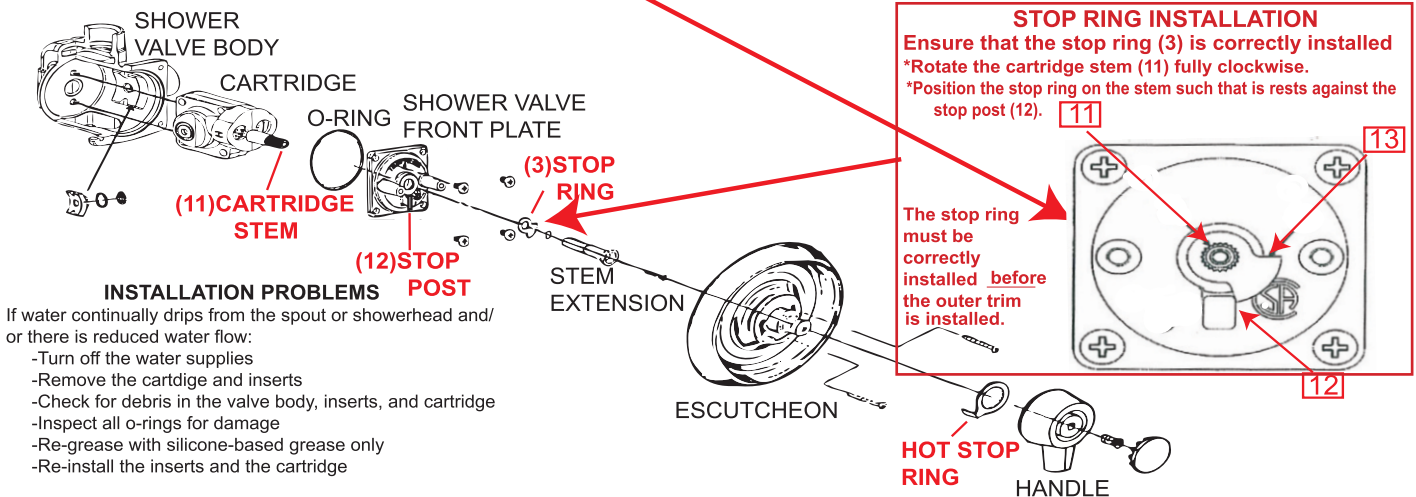 SHOWER
VALVE BODY
CARTRIDGE
O-RING
SHOWER VALVE
FRONT PLATE
(3)STOP
RING
(11)CARTRIDGE
STEM
(12)STOP
POST
STEM
EXTENSION
ESCUTCHEON
HOT STOP
RING
HANDLE
INSTALLATION PROBLEMS
If water continually drips from the spout or showerhead and/
or there is reduced water flow:
-Turn off the water supplies
-Remove the cartdige and inserts
-Check for debris in the valve body, inserts, and cartridge
-Inspect all o-rings for damage
-Re-grease with silicone-based grease only
-Re-install the inserts and the cartridge
STOP RING INSTALLATION
Ensure that the stop ring (3) is correctly installed
*Rotate the cartridge stem (11) fully clockwise.
*Position the stop ring on the stem such that is rests against the
stop post (12).
11
13
The stop ring
must be
correctly
installed before
the outer trim
is installed.
12